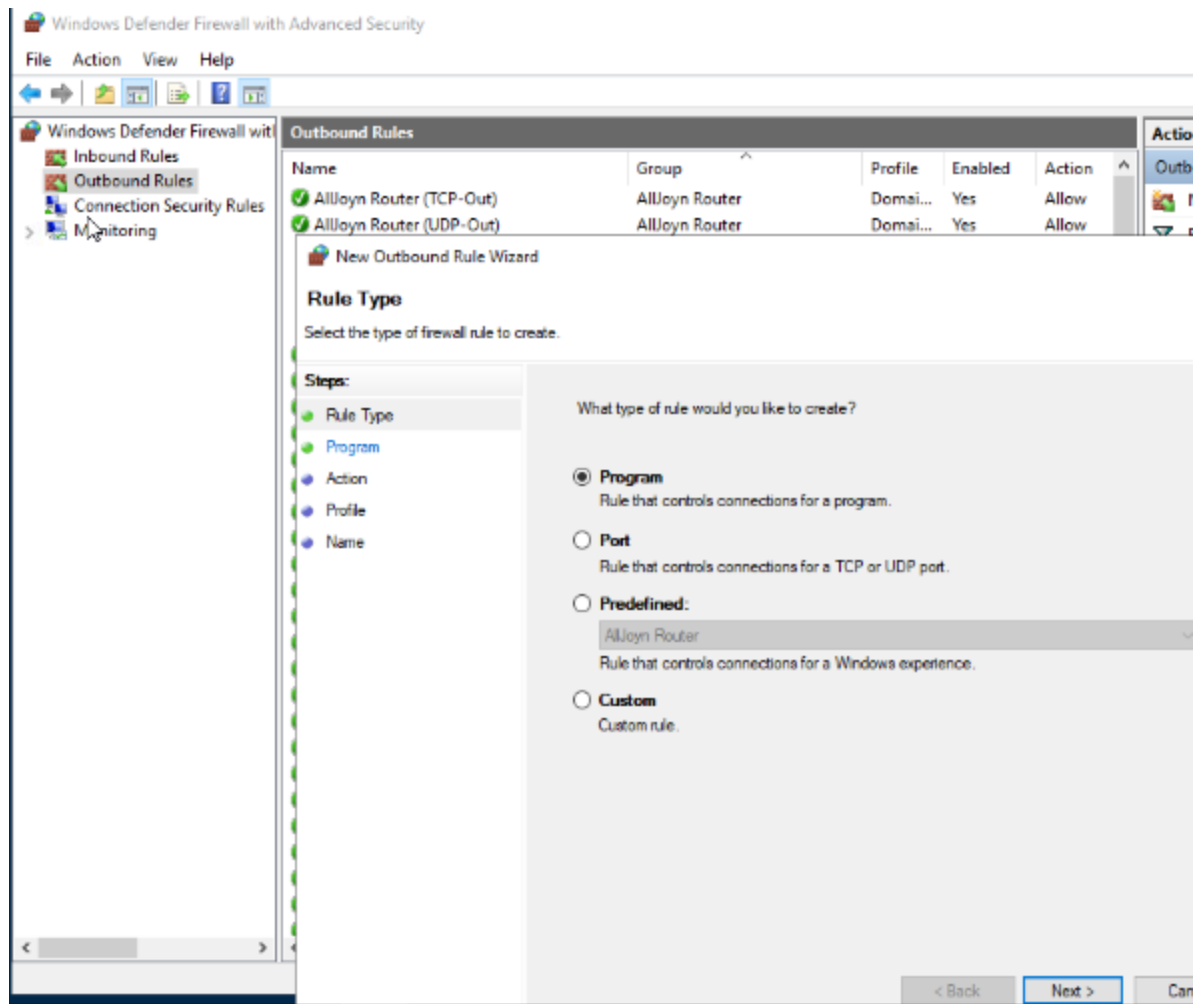 Windows Defender Firewall with Advanced Security
File Action View Help
Windows Defender Firewall with
Inbound Rules
Outbound Rules
Connection Security Rules
Monitoring
Outbound Rules
Name Group Profile Enabled Action
AllJoyn Router (TCP-Out) AllJoyn Router Domai... Yes Allow
AllJoyn Router (UDP-Out) AllJoyn Router Domai... Yes Allow
Actio
Outb
New Outbound Rule Wizard
Rule Type
Select the type of firewall rule to create.
Steps:
Rule Type
Program
Action
Profile
Name
What type of rule would you like to create?
Program
Rule that controls connections for a program.
Port
Rule that controls connections for a TCP or UDP port.
Predefined:
AllJoyn Router
Rule that controls connections for a Windows experience.
Custom
Custom rule.
< Back Next > Can